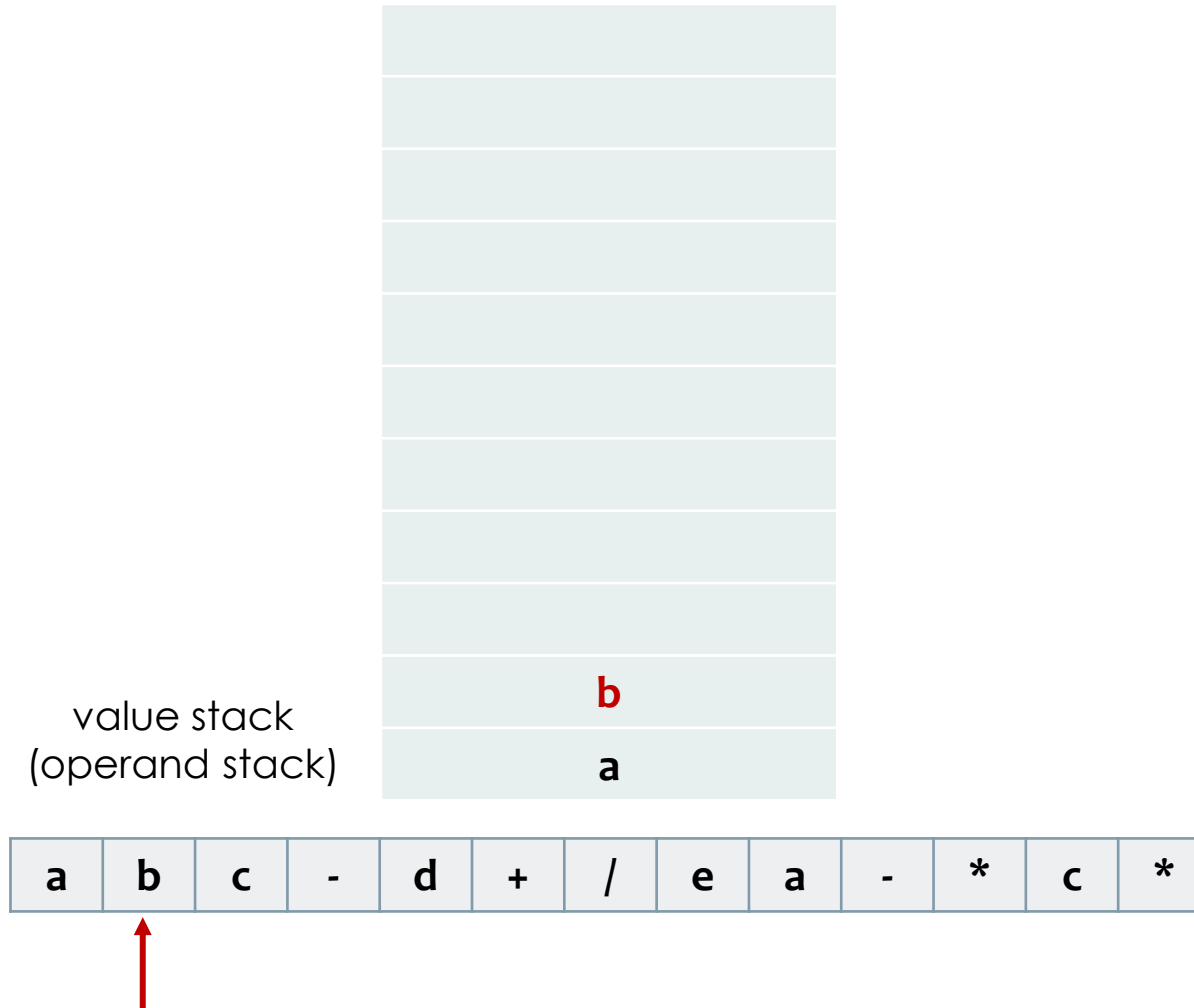 b
value stack
(operand stack)
a
a b c - d + / e a - * c *